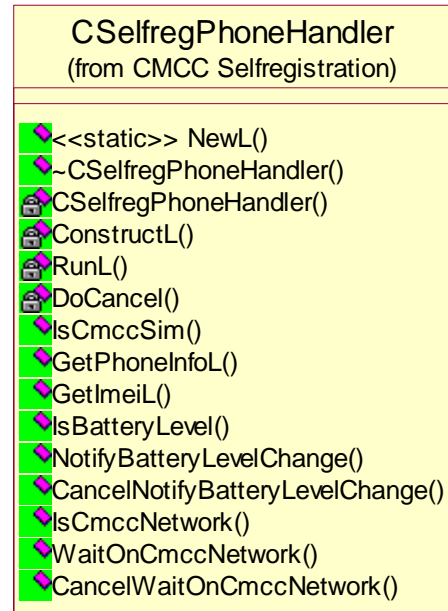 CSelfregPhoneHandler
(from CMCC Selfregistration)
<<static>> NewL()
~CSelfregPhoneHandler()
CSelfregPhoneHandler()
ConstructL()
RunL()
DoCancel()
IsCmccSim()
GetPhoneInfoL()
GetImeiL()
IsBatteryLevel()
NotifyBatteryLevelChange()
CancelNotifyBatteryLevelChange()
IsCmccNetwork()
WaitOnCmccNetwork()
CancelWaitOnCmccNetwork()